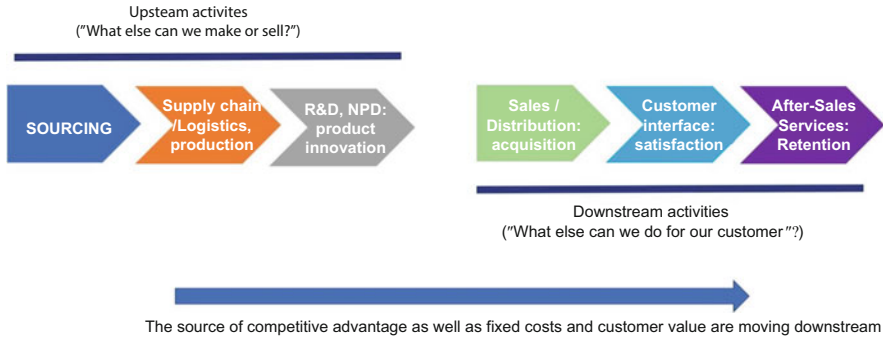 Upsteam activites
("What else can we make or sell?")
SOURCING
Supply chain
/Logistics,
production
R&D, NPD:
product
innovation
Sales /
Distribution:
acquisition
Customer
interface:
satisfaction
After-Sales
Services:
Retention
Downstream activities
("What else can we do for our customer"?)
The source of competitive advantage as well as fixed costs and customer value are moving downstream